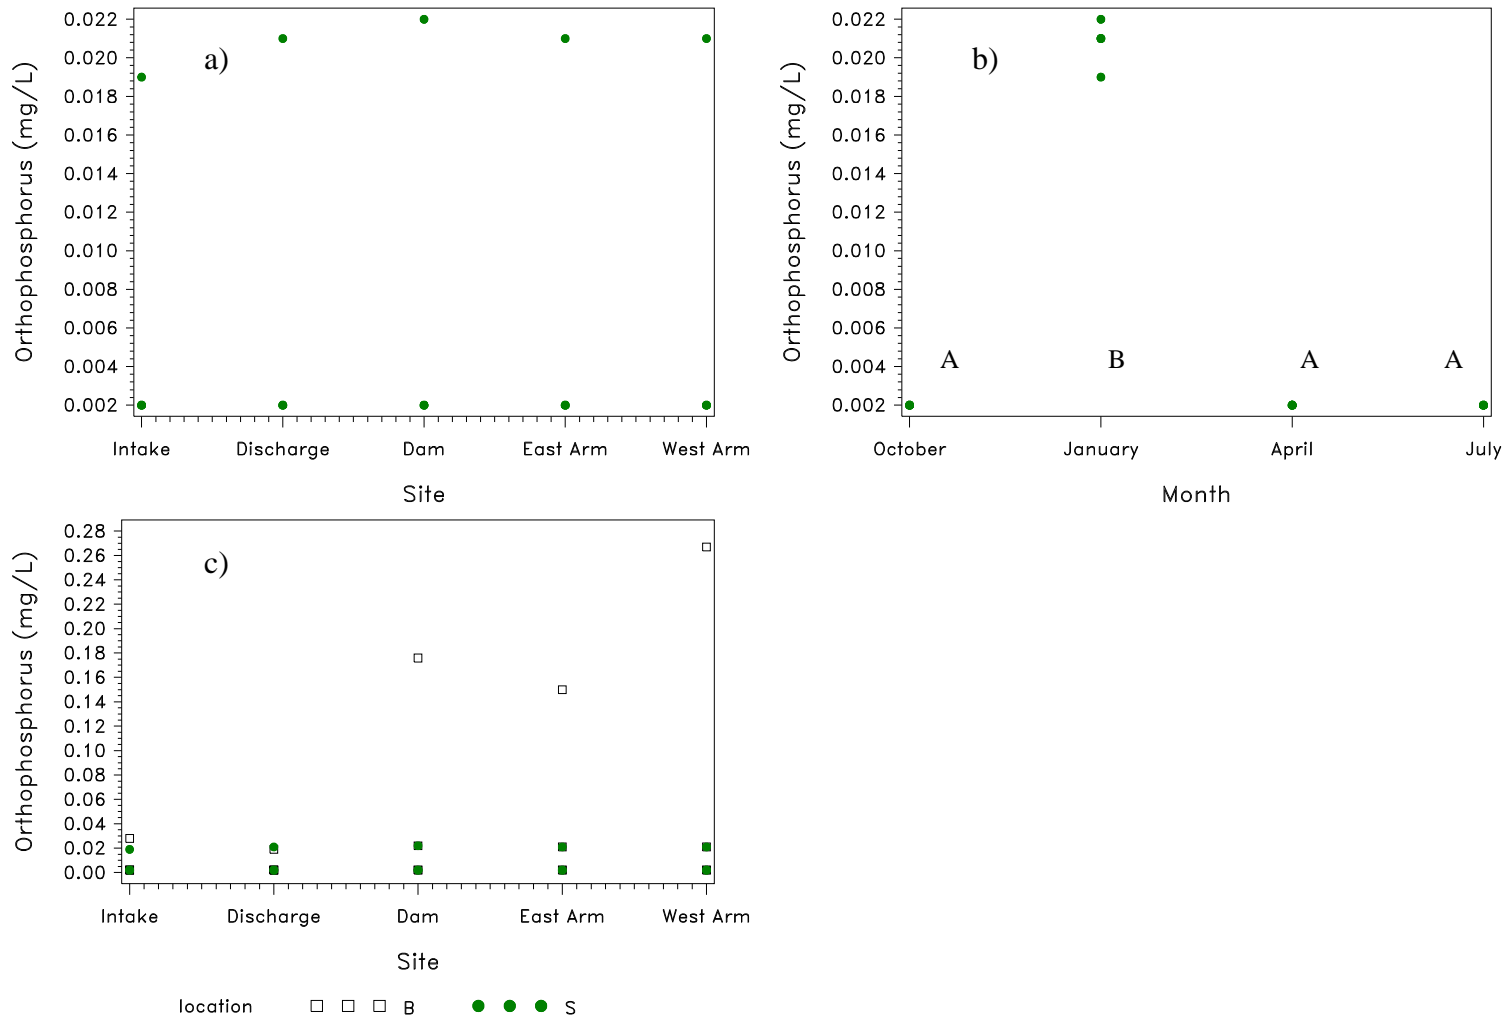 Orthophosphorus (mg/L)
0.022
0.020
0.018
0.016
0.014
0.012
0.010
0.008
0.006
0.004
0.002
a)
Intake Discharge Dam East Arm West Arm
Site
Orthophosphorus (mg/L)
0.022
0.020
0.018
0.016
0.014
0.012
0.010
0.008
0.006
0.004
0.002
b)
A B A A
October January April July
Month
Orthophosphorus (mg/L)
0.28
0.26
0.24
0.22
0.20
0.18
0.16
0.14
0.12
0.10
0.08
0.06
0.04
0.02
0.00
c)
Intake Discharge Dam East Arm West Arm
Site
location B S